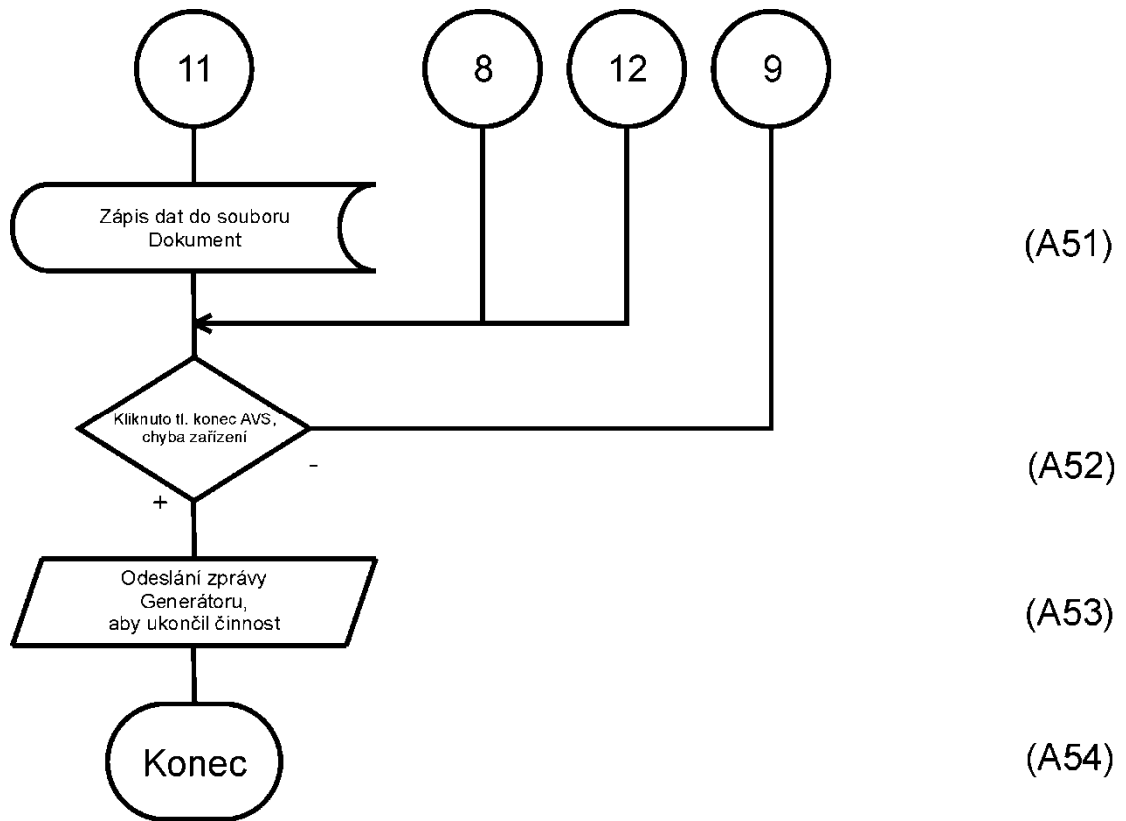 11
8
12
9
Zápis dat do souboru
Dokument
(A51)
Kliknuto tl. konec AVS,
chyba zařízení
-
+
(A52)
Odeslání zprávy
Generátoru,
aby ukončil činnost
(A53)
Konec
(A54)